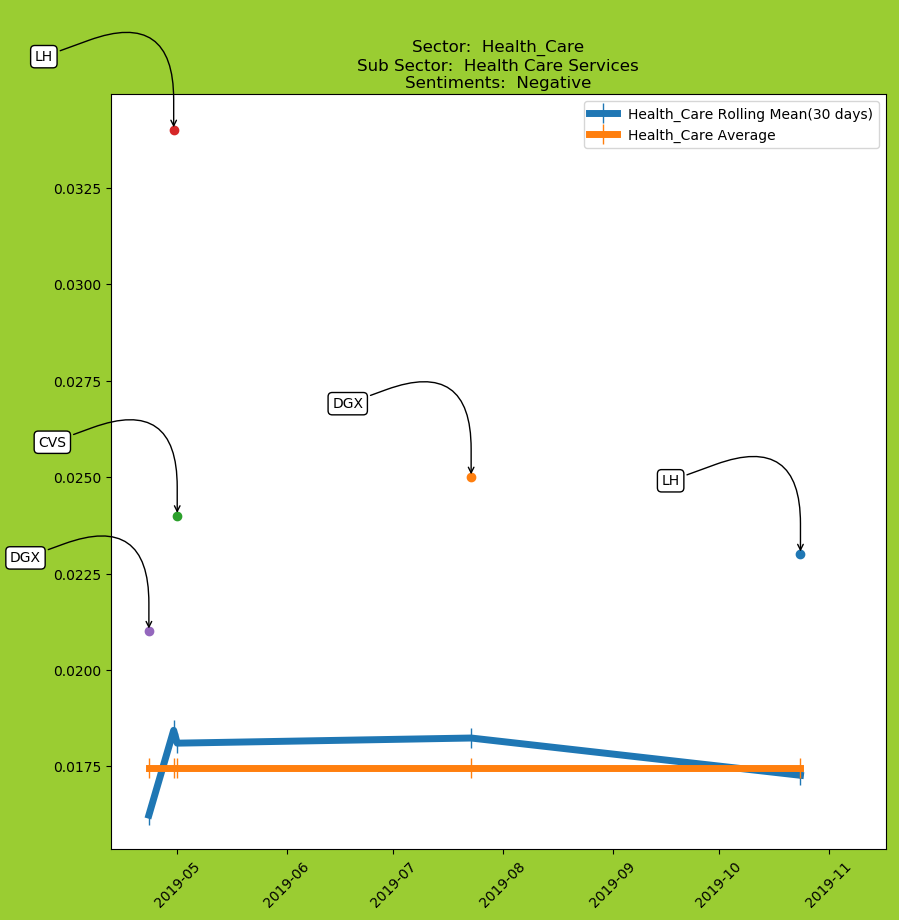 LH
Sector:  Health_Care
Sub Sector:  Health Care Services
Sentiments:  Negative
Health_Care Rolling Mean(30 days)
Health_Care Average
0.0325
0.0300
0.0275
DGX
CVS
0.0250
LH
DGX
0.0225
0.0200
0.0175
2019-05
2019-06
2019-07
2019-08
2019-09
2019-10
2019-11